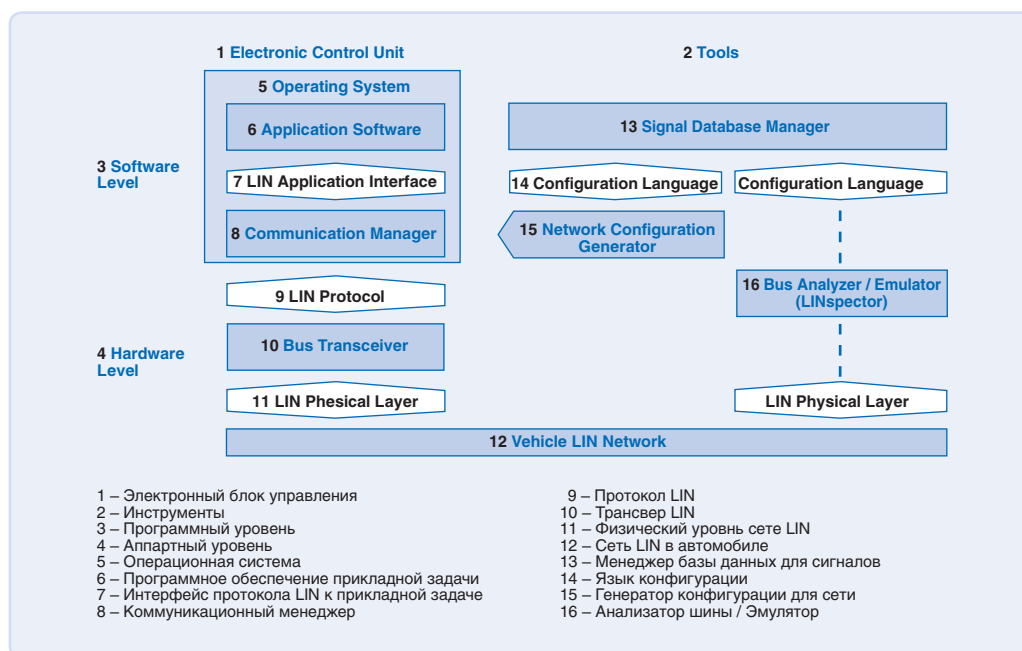 1 Electronic Control Unit
2 Tools
5 Operating System
6 Application Software
13 Signal Database Manager
3 Software
Level
7 LIN Application Interface
14 Configuration Language
Configuration Language
8 Communication Manager
15 Network Configuration
Generator
9 LIN Protocol
16 Bus Analyzer / Emulator
(LINspector)
10 Bus Transceiver
4 Hardware
Level
11 LIN Phesical Layer
LIN Physical Layer
12 Vehicle LIN Network
1 – Электронный блок управления
2 – Инструменты
3 – Программный уровень
4 – Аппартный уровень
5 – Операционная система
6 – Программное обеспечение прикладной задачи
7 – Интерфейс протокола LIN к прикладной задаче
8 – Коммуникационный менеджер
9 – Протокол LIN
10 – Трансвер LIN
11 – Физический уровнь сете LIN
12 – Сеть LIN в автомобиле
13 – Менеджер базы данных для сигналов
14 – Язык конфигурации
15 – Генератор конфигурации для сети
16 – Анализатор шины / Эмулятор